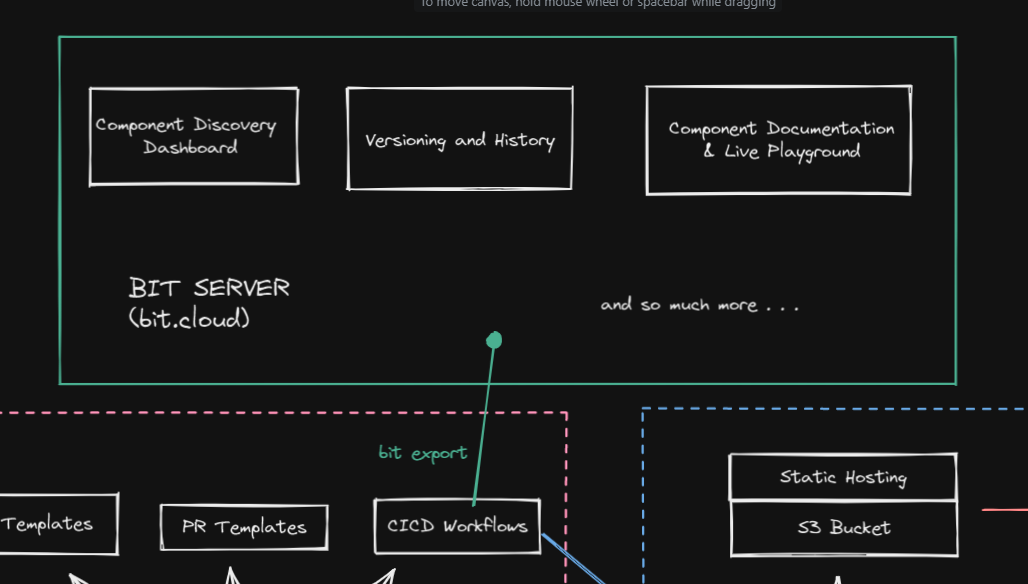 To move canvas, hold mouse wheel or spacebar while dragging
Component Discovery
Dashboard
Versioning and History
Component Documentation
& Live Playground
BIT SERVER
(bit.cloud)
and so much more . . .
bit export
Templates
PR Templates
CICD Workflows
Static Hosting
S3 Bucket